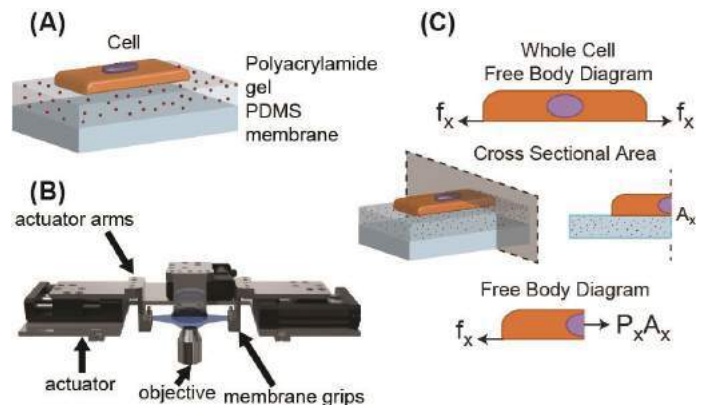 (A)
Cell
Polyacrylamide
gel
PDMS
membrane
(B)
actuator arms
actuator
objective
membrane grips
(C)
Whole Cell
Free Body Diagram
fx
fx
Cross Sectional Area
Ax
Free Body Diagram
fx
PxAx